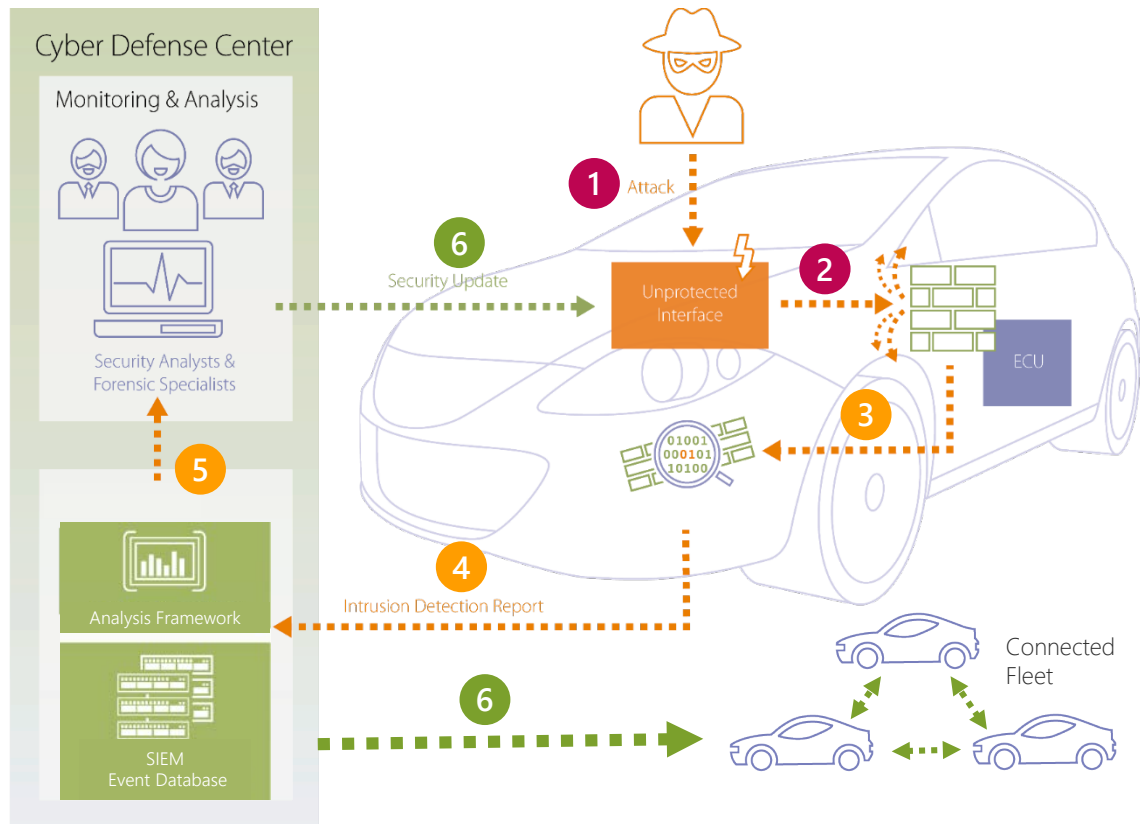 Cyber Defense Center
Monitoring & Analysis
Security Analysts &
Forensic Specialists
5
Analysis Framework
SIEM
Event Database
1
Attack
6
Security Update
Unprotected
Interface
2
ECU
3
01001
000101
10100
4
Intrusion Detection Report
6
Connected
Fleet